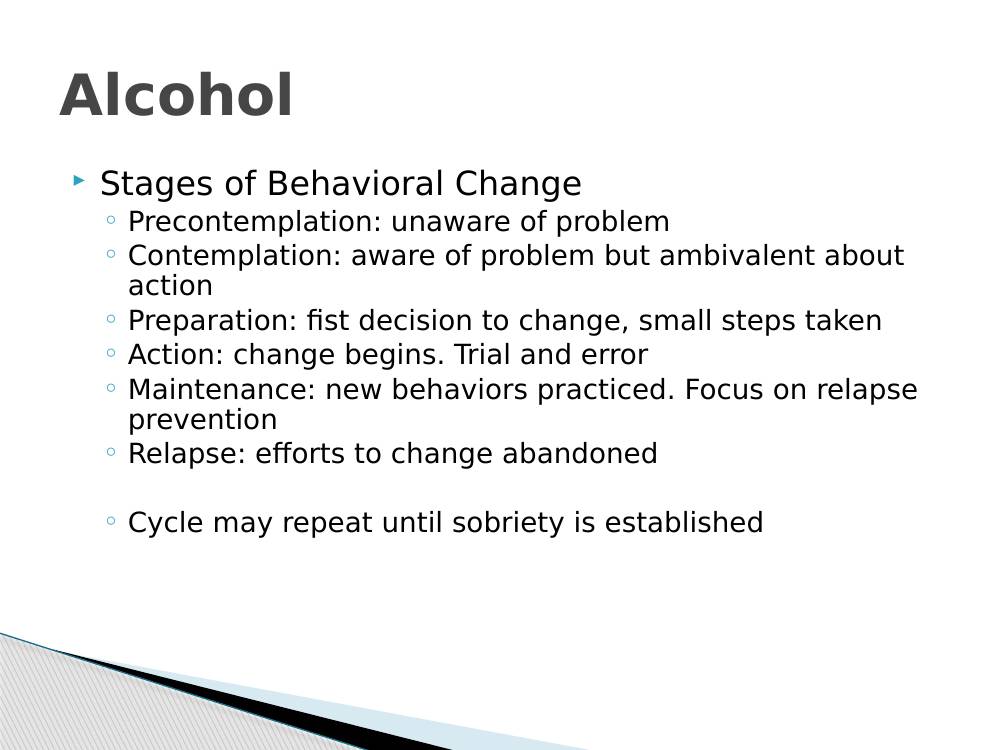 Alcohol
Stages of Behavioral Change
Precontemplation: unaware of problem
Contemplation: aware of problem but ambivalent about
action
Preparation: fist decision to change, small steps taken
Action: change begins. Trial and error
Maintenance: new behaviors practiced. Focus on relapse
prevention
Relapse: efforts to change abandoned
Cycle may repeat until sobriety is established